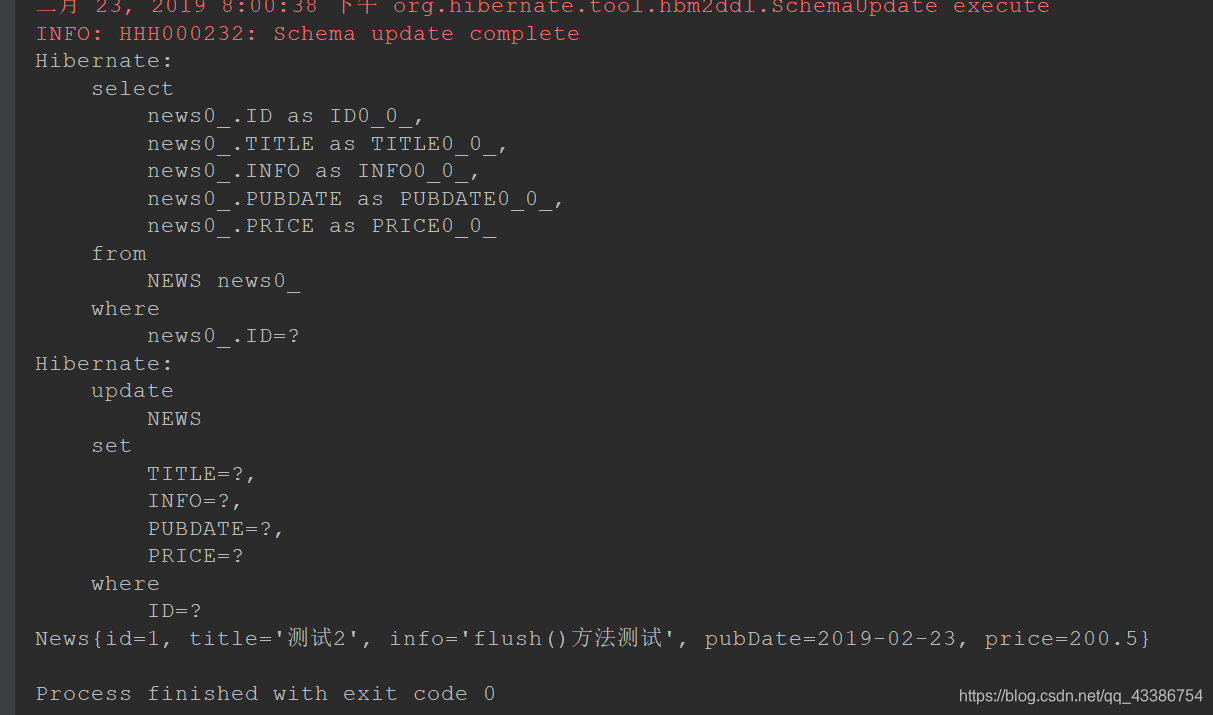 二月 23, 2019 8:00:38 下午 org.hibernate.tool.hbm2ddl.SchemaUpdate execute
INFO: HHH000232: Schema update complete
Hibernate:
    select
        news0_.ID as ID0_0_,
        news0_.TITLE as TITLE0_0_,
        news0_.INFO as INFO0_0_,
        news0_.PUBDATE as PUBDATE0_0_,
        news0_.PRICE as PRICE0_0_
    from
        NEWS news0_
    where
        news0_.ID=?
Hibernate:
    update
        NEWS
    set
        TITLE=?,
        INFO=?,
        PUBDATE=?,
        PRICE=?
    where
        ID=?
News{id=1, title='测试2', info='flush()方法测试', pubDate=2019-02-23, price=200.5}
Process finished with exit code 0
https://blog.csdn.net/qq_43386754